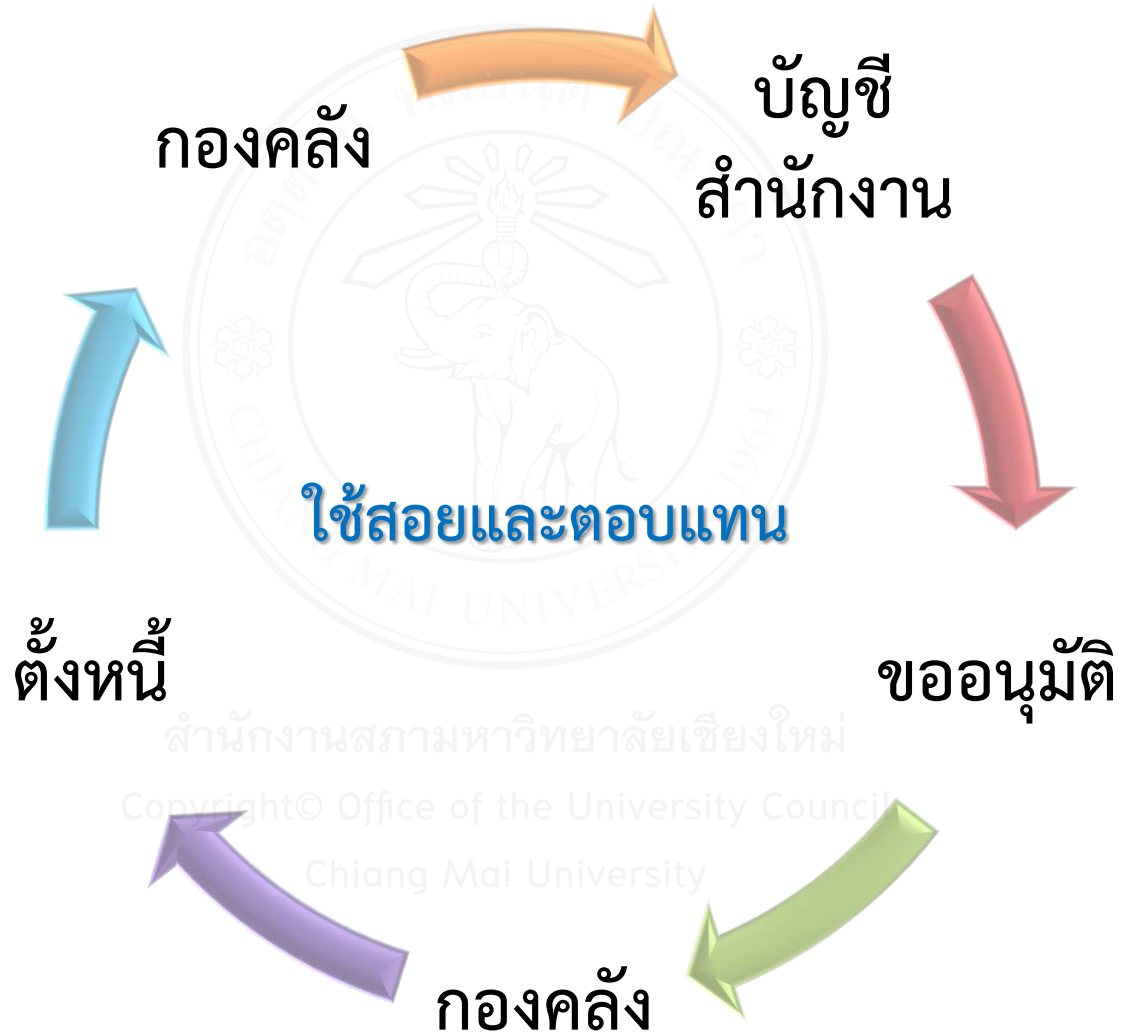 กองคลัง
บัญชี
สำนักงาน
ใช้สอยและตอบแทน
ตั้งหนี้
ขออนุมัติ
สำนักงานสภามหาวิทยาลัยเชียงใหม่
Copyright© Office of the University Council
Chiang Mai University
กองคลัง
CHIANG MAI UNIVERSITY 1964